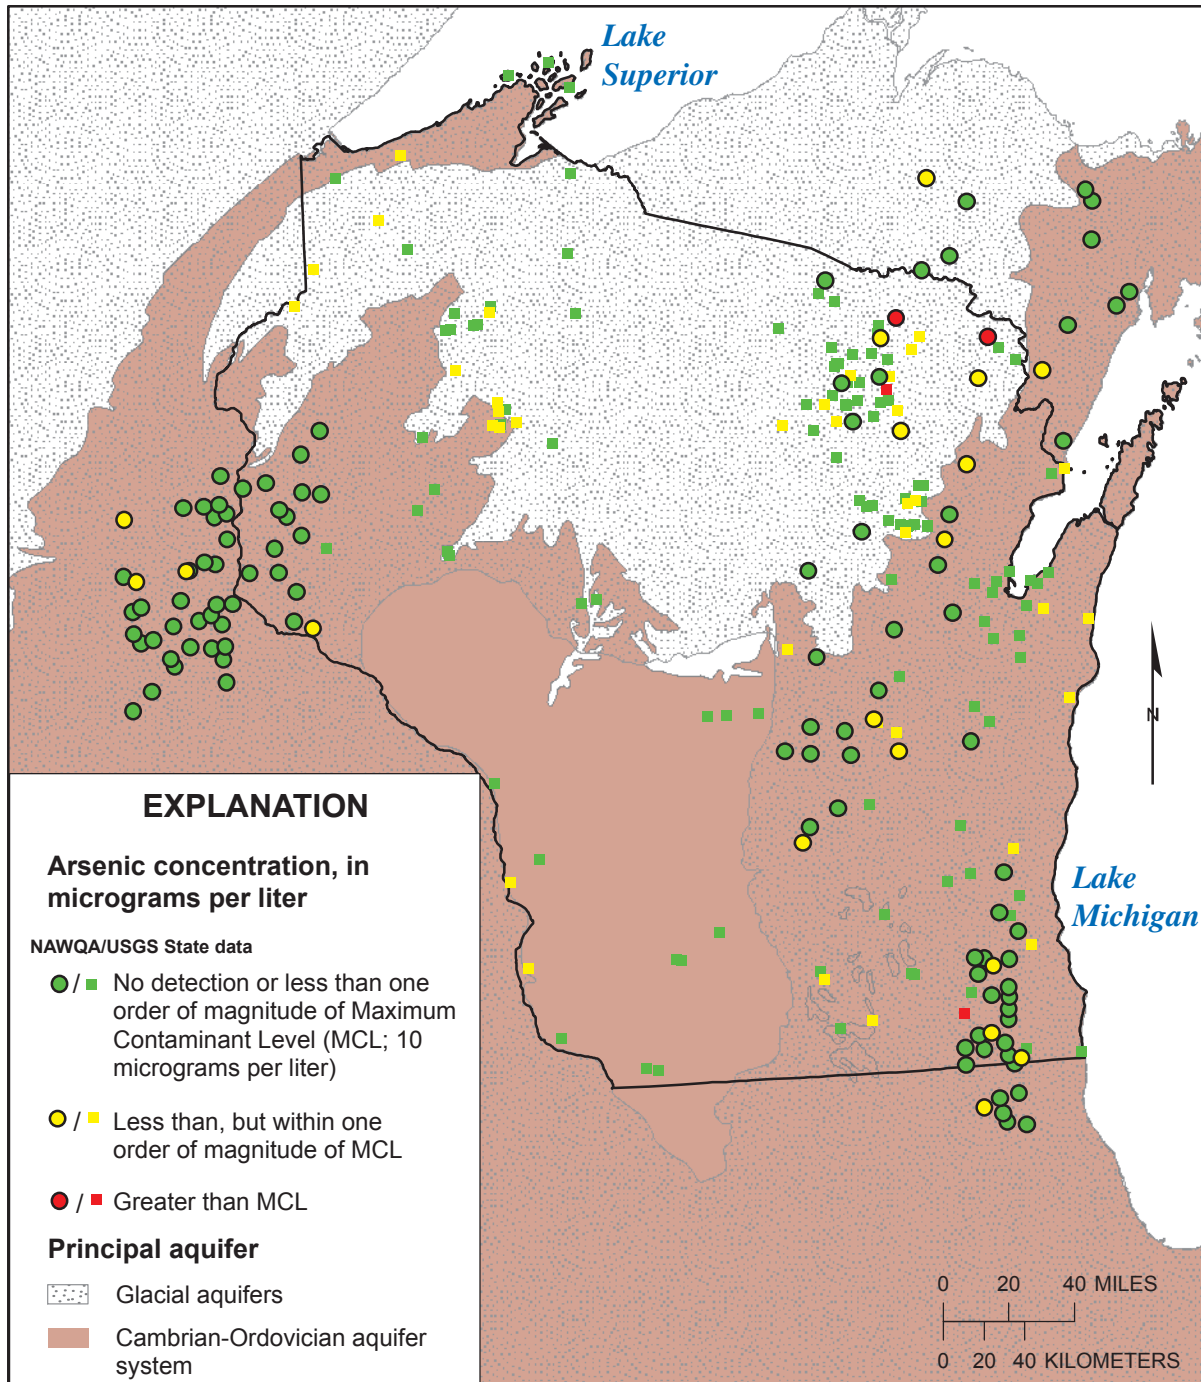 Lake
Superior
N
Lake
Michigan
EXPLANATION
Arsenic concentration, in
micrograms per liter
NAWQA/USGS State data
/ No detection or less than one
order of magnitude of Maximum
Contaminant Level (MCL; 10
micrograms per liter)
/ Less than, but within one
order of magnitude of MCL
/ Greater than MCL
Principal aquifer
Glacial aquifers
Cambrian-Ordovician aquifer
system
0 20 40 MILES
0 20 40 KILOMETERS